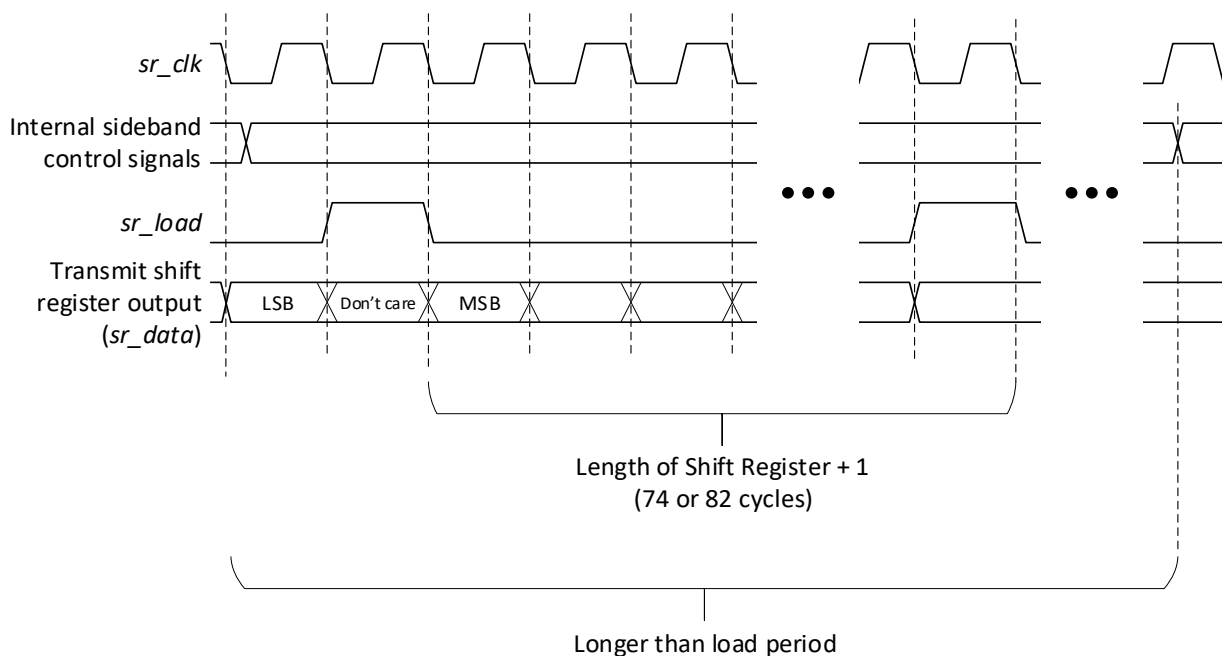 sr_clk
Internal sideband
control signals
sr_load
Transmit shift
register output
(sr_data)
LSB
Don't care
MSB
Length of Shift Register + 1
(74 or 82 cycles)
Longer than load period